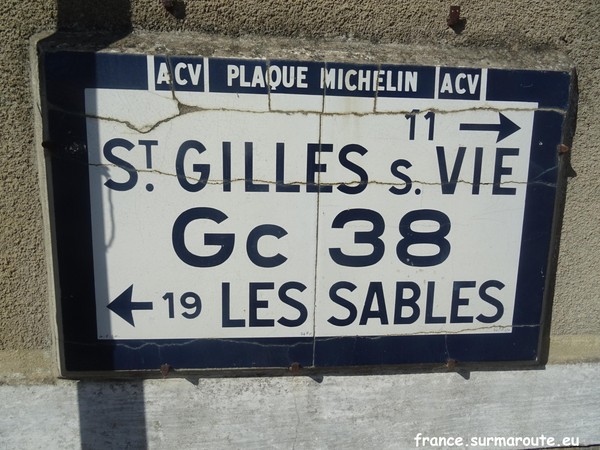 ACV PLAQUE MICHELIN ACV
11 →
ST. GILLES S. VIE
Gc 38
← 19 LES SABLES
france.surmaroute.eu